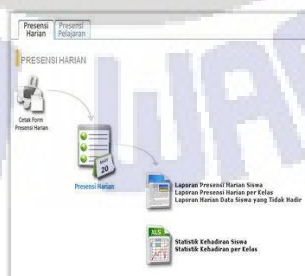 Presensi Harian
Presensi Pelajaran
PRESENSI HARIAN
Cetak Form
Presensi Harian
MAY
20
Presensi Harian
Laporan Presensi Harian Siswa
Laporan Presensi Harian per Kelas
Laporan Harian Data Siswa yang Tidak Hadir
XLS
Statistik Kehadiran Siswa
Statistik Kehadiran per Kelas